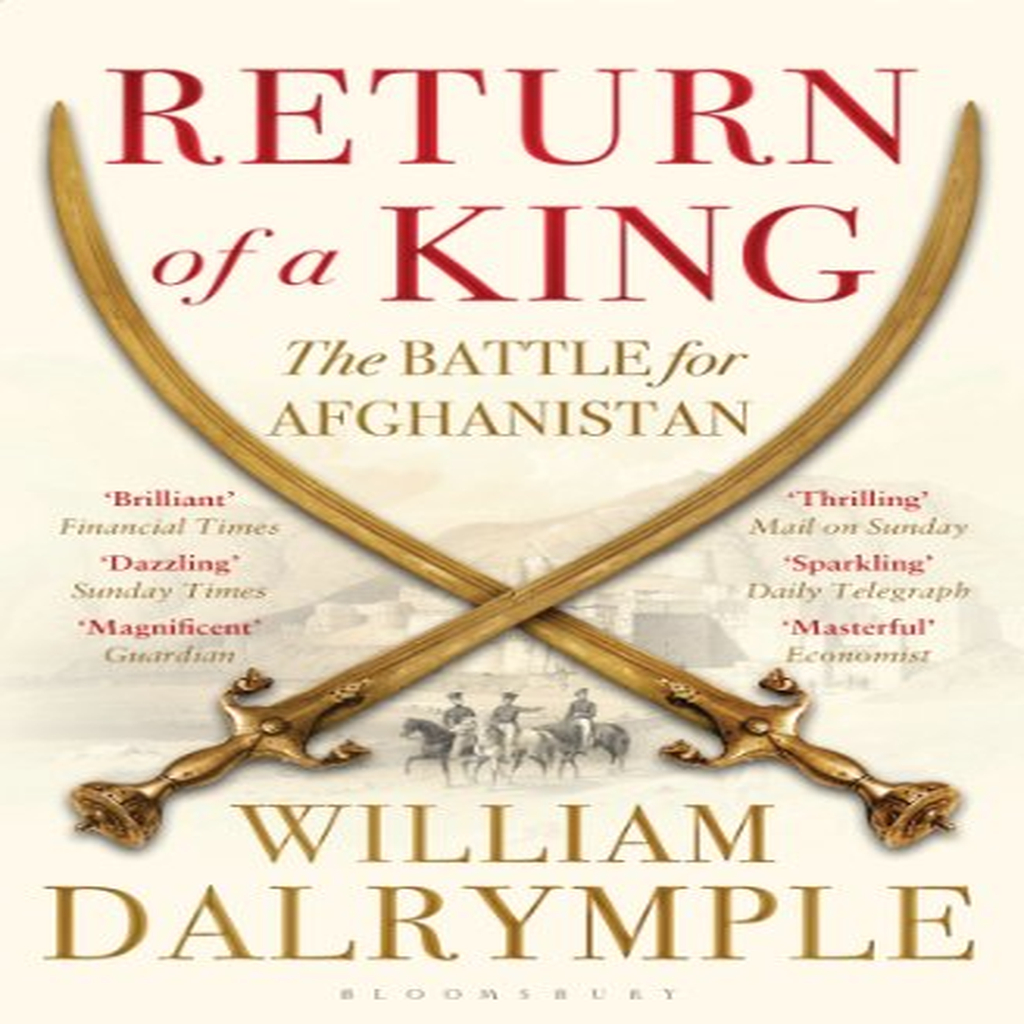 RETURN
of a KING
The BATTLE for
AFGHANISTAN
‘Brilliant’
Financial Times
‘Dazzling’
Sunday Times
‘Magnificent’
Guardian
‘Thrilling’
Mail on Sunday
‘Sparkling’
Daily Telegraph
‘Masterful’
Economist
WILLIAM
DALRYMPLE
BLOOMSBURY